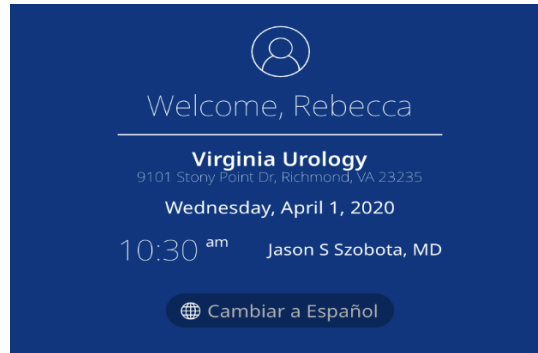 Welcome, Rebecca
Virginia Urology
9101 Stony Point Dr, Richmond, VA 23235
Wednesday, April 1, 2020
10:30 am Jason S Szobota, MD
Cambiar a Español